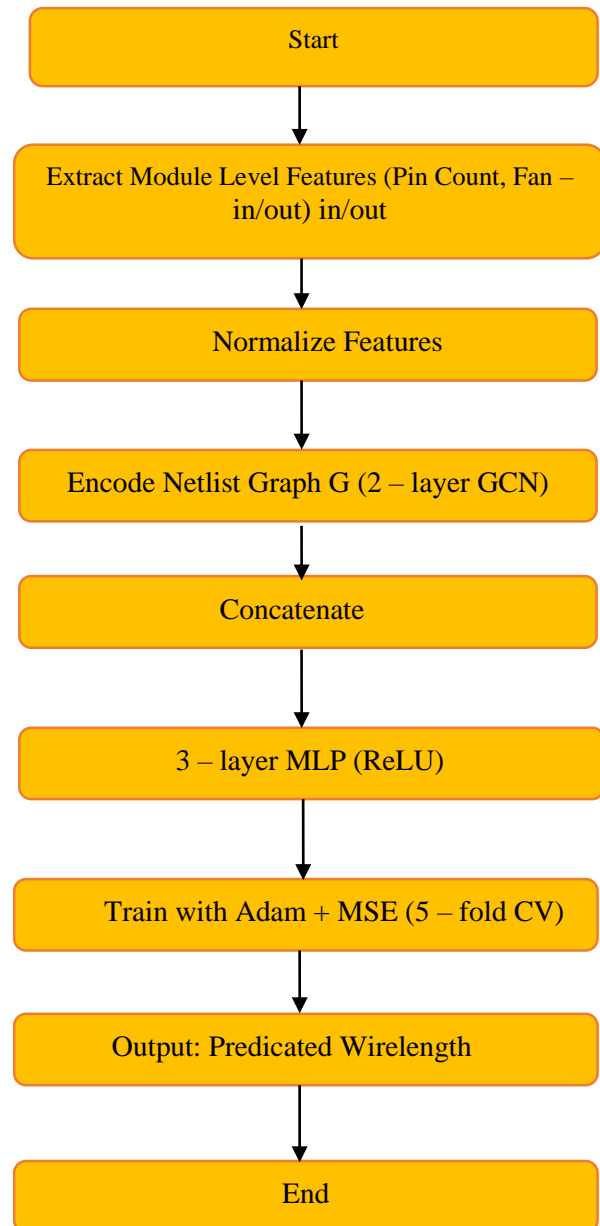 Start
Extract Module Level Features (Pin Count, Fan –
in/out) in/out
Normalize Features
Encode Netlist Graph G (2 – layer GCN)
Concatenate
3 – layer MLP (ReLU)
Train with Adam + MSE (5 – fold CV)
Output: Predicated Wirelength
End